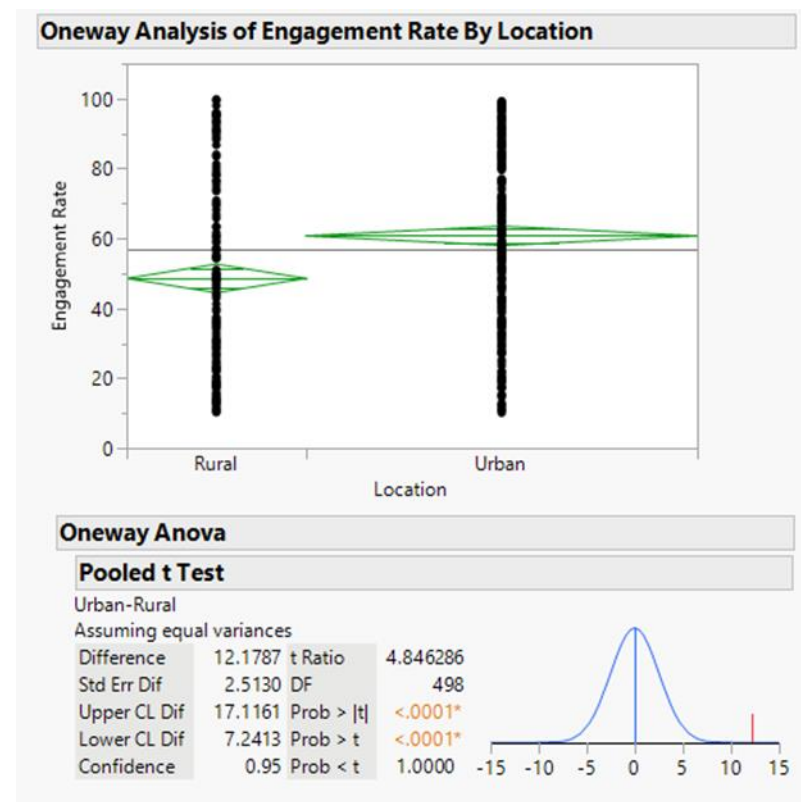 Oneway Analysis of Engagement Rate By Location
Engagement Rate
100
80
60
40
20
0
Rural Urban
Location
Oneway Anova
Pooled t Test
Urban-Rural
Assuming equal variances
Difference 12.1787 t Ratio 4.846286
Std Err Dif 2.5130 DF 498
Upper CL Dif 17.1161 Prob > |t| <.0001*
Lower CL Dif 7.2413 Prob > t <.0001*
Confidence 0.95 Prob < t 1.0000
-15 -10 -5 0 5 10 15